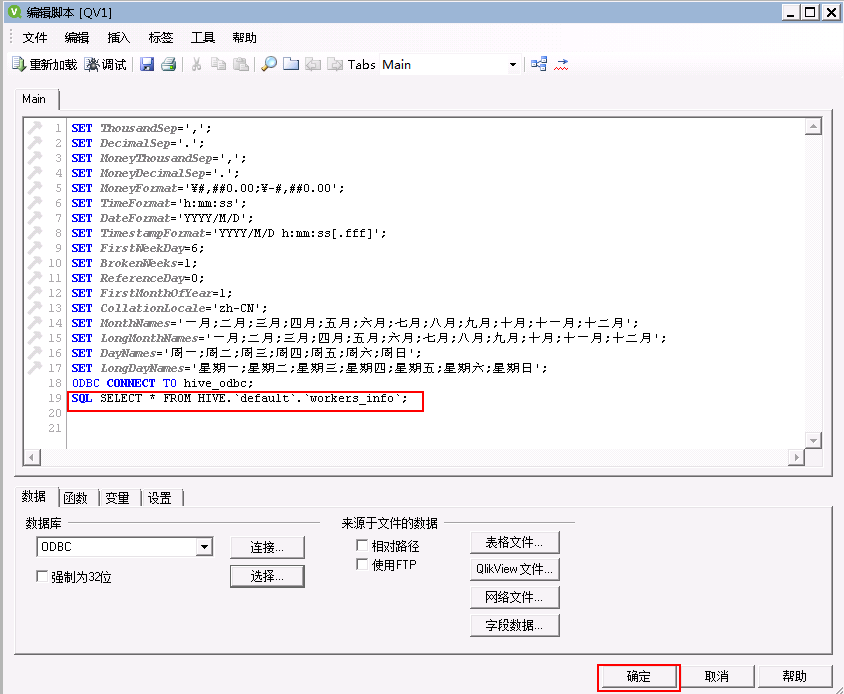 编辑脚本 [QV1]
文件 编辑 插入 标签 工具 帮助
重新加载 调试 Tabs Main
Main
1 SET ThousandSep=',';
2 SET DecimalSep='.';
3 SET MoneyThousandSep=',';
4 SET MoneyDecimalSep='.';
5 SET MoneyFormat='¥#,##0.00;¥-#,##0.00';
6 SET TimeFormat='h:mm:ss';
7 SET DateFormat='YYYY/M/D';
8 SET TimestampFormat='YYYY/M/D h:mm:ss[.fff]';
9 SET FirstWeekDay=6;
10 SET BrokenWeeks=1;
11 SET ReferenceDay=0;
12 SET FirstMonthOfYear=1;
13 SET CollationLocale='zh-CN';
14 SET MonthNames='一月;二月;三月;四月;五月;六月;七月;八月;九月;十月;十一月;十二月';
15 SET LongMonthNames='一月;二月;三月;四月;五月;六月;七月;八月;九月;十月;十一月;十二月';
16 SET DayNames='周一;周二;周三;周四;周五;周六;周日';
17 SET LongDayNames='星期一;星期二;星期三;星期四;星期五;星期六;星期日';
18 ODBC CONNECT TO hive_odbc;
19 SQL SELECT * FROM HIVE.`default`.`workers_info`;
20
21
数据 函数 变量 设置
数据库
ODBC
连接...
强制为32位
选择...
来源于文件的数据
相对路径
使用FTP
表格文件...
QlikView 文件...
网络文件...
字段数据...
确定 取消 帮助